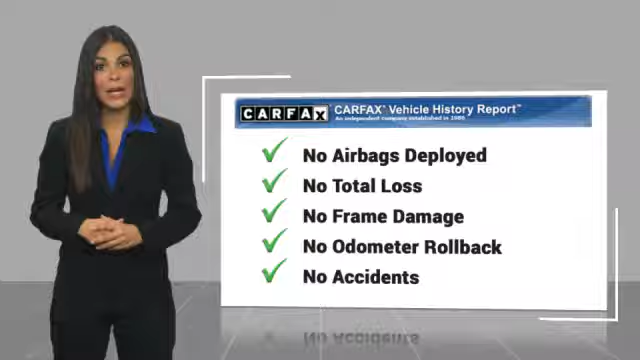 CARFAX CARFAX® Vehicle History Report™
An independent company established in 1986
No Airbags Deployed
No Total Loss
No Frame Damage
No Odometer Rollback
No Accidents